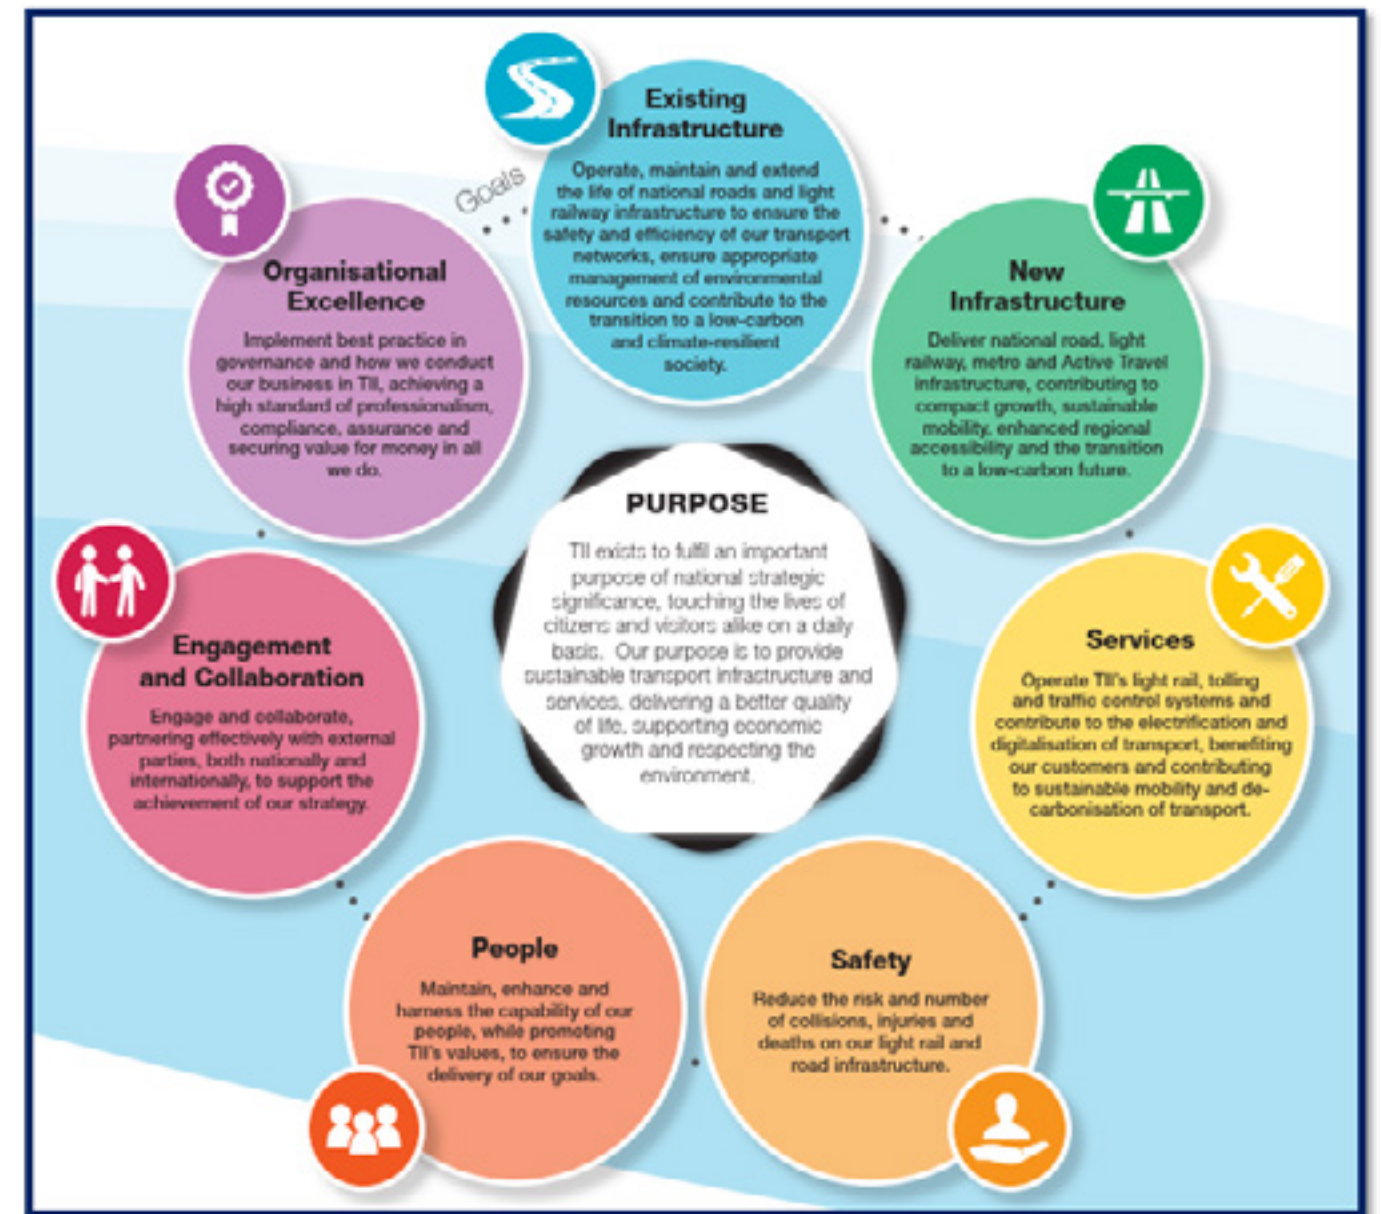 Goals
Existing
Infrastructure
Operate, maintain and extend
the life of national roads and light
railway infrastructure to ensure the
safety and efficiency of our transport
networks, ensure appropriate
management of environmental
resources and contribute to the
transition to a low-carbon
and climate-resilient
society.
New
Infrastructure
Deliver national road, light
railway, metro and Active Travel
infrastructure, contributing to
compact growth, sustainable
mobility, enhanced regional
accessibility and the transition
to a low-carbon future.
Services
Operate TII's light rail, tolling
and traffic control systems and
contribute to the electrification and
digitalisation of transport, benefiting
our customers and contributing
to sustainable mobility and de-
carbonisation of transport.
Safety
Reduce the risk and number
of collisions, injuries and
deaths on our light rail and
road infrastructure.
People
Maintain, enhance and
harness the capability of our
people, while promoting
TII's values, to ensure the
delivery of our goals.
Engagement
and Collaboration
Engage and collaborate,
partnering effectively with external
parties, both nationally and
internationally, to support the
achievement of our strategy.
Organisational
Excellence
Implement best practice in
governance and how we conduct
our business in TII, achieving a
high standard of professionalism,
compliance, assurance and
securing value for money in all
we do.
PURPOSE
TII exists to fulfil an important
purpose of national strategic
significance, touching the lives of
citizens and visitors alike on a daily
basis. Our purpose is to provide
sustainable transport infrastructure and
services, delivering a better quality
of life, supporting economic
growth and respecting the
environment.